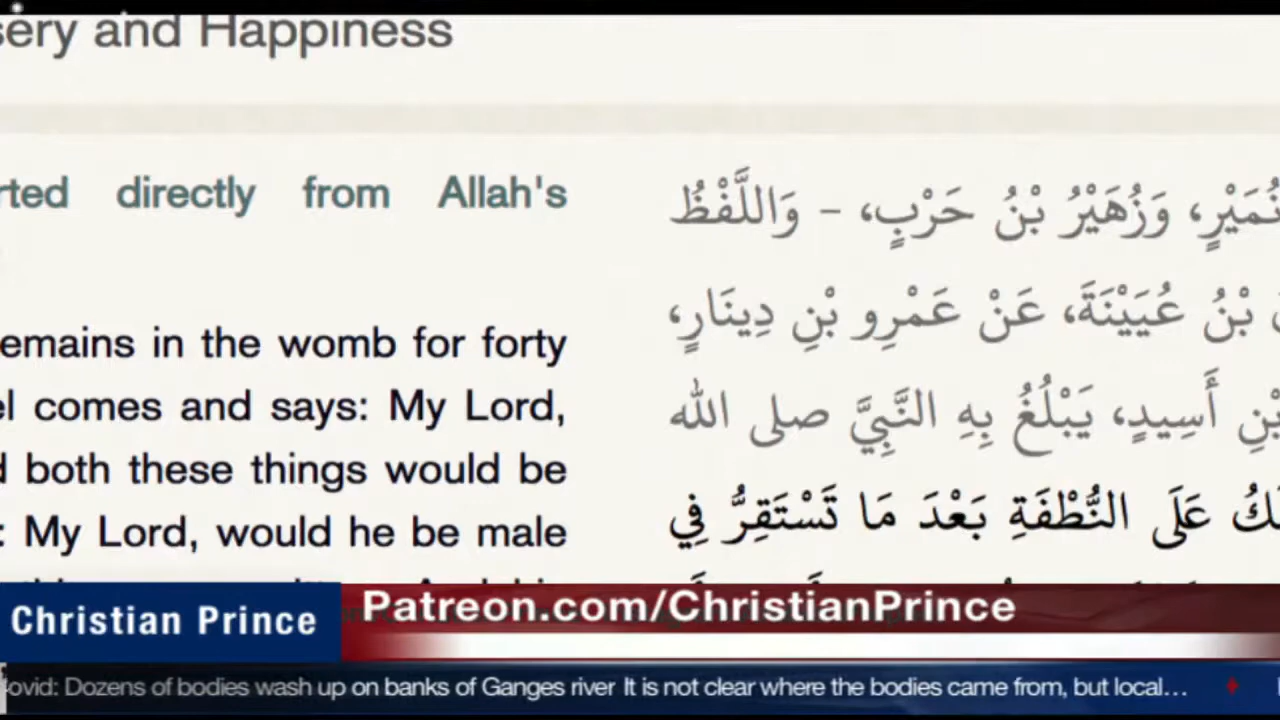 sery and Happiness
rted directly from Allah's
emains in the womb for forty
el comes and says: My Lord,
d both these things would be
: My Lord, would he be male
نُمَيْرٍ، وَزُهَيْرُ بْنُ حَرْبٍ، - وَاللَّفْظُ
بْنُ عُيَيْنَةَ، عَنْ عَمْرِو بْنِ دِينَارٍ،
بْنِ أَسِيدٍ، يَبْلُغُ بِهِ النَّبِيَّ صلى الله
عَلَى النُّطْفَةِ بَعْدَ مَا تَسْتَقِرُّ فِي
Christian Prince
Patreon.com/ChristianPrince
ovid: Dozens of bodies wash up on banks of Ganges river It is not clear where the bodies came from, but local...